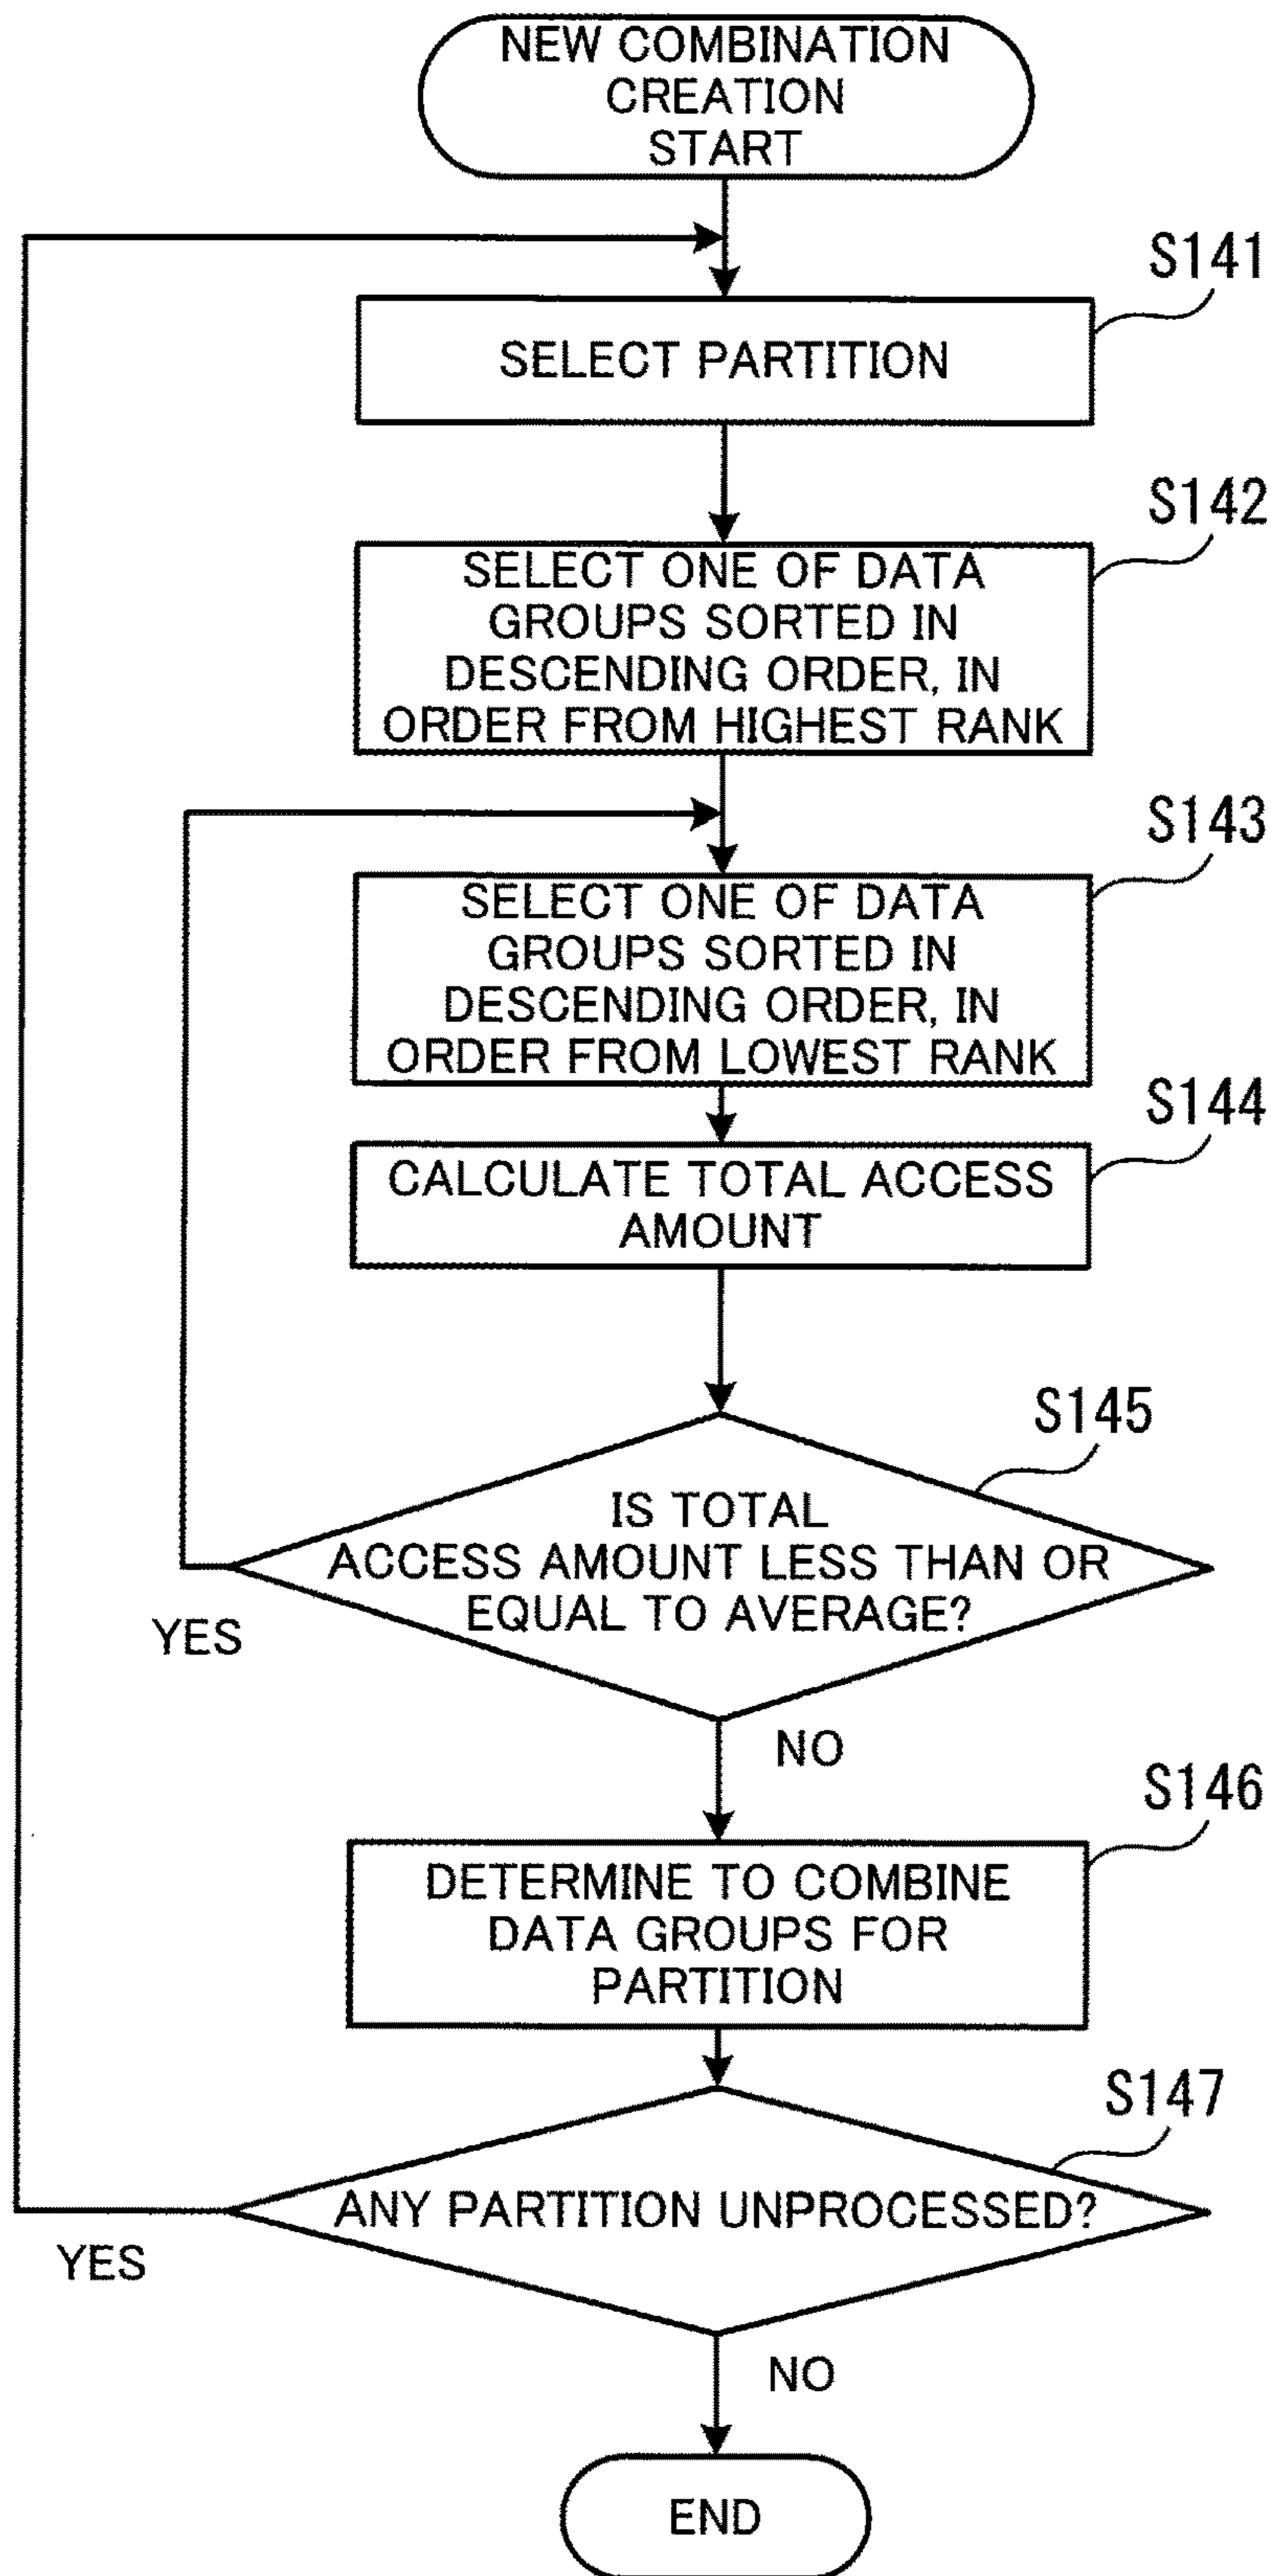 NEW COMBINATION
CREATION
START
S141
SELECT PARTITION
S142
SELECT ONE OF DATA
GROUPS SORTED IN
DESCENDING ORDER, IN
ORDER FROM HIGHEST RANK
S143
SELECT ONE OF DATA
GROUPS SORTED IN
DESCENDING ORDER, IN
ORDER FROM LOWEST RANK
S144
CALCULATE TOTAL ACCESS
AMOUNT
S145
IS TOTAL
ACCESS AMOUNT LESS THAN OR
EQUAL TO AVERAGE?
YES
NO
S146
DETERMINE TO COMBINE
DATA GROUPS FOR
PARTITION
S147
ANY PARTITION UNPROCESSED?
YES
NO
END